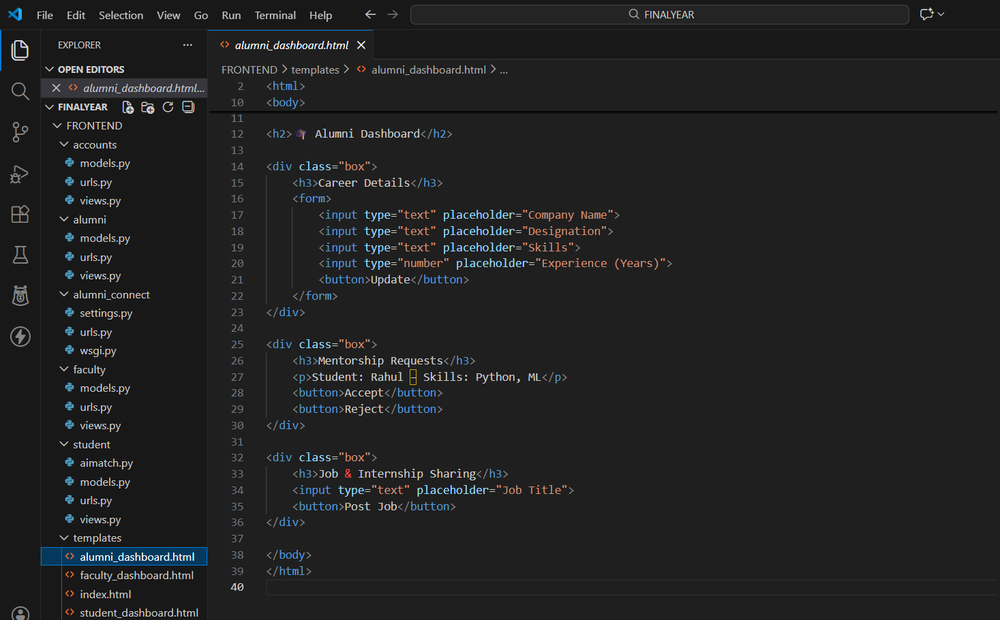 File Edit Selection View Go Run Terminal Help
FINALYEAR
EXPLORER
OPEN EDITORS
alumni_dashboard.html...
FINALYEAR
FRONTEND
accounts
models.py
urls.py
views.py
alumni
models.py
urls.py
views.py
alumni_connect
settings.py
urls.py
wsgi.py
faculty
models.py
urls.py
views.py
student
aimatch.py
models.py
urls.py
views.py
templates
alumni_dashboard.html
faculty_dashboard.html
index.html
student_dashboard.html
alumni_dashboard.html
FRONTEND > templates > alumni_dashboard.html > ...
2 <html>
10 <body>
11
12 <h2>🎓 Alumni Dashboard</h2>
13
14 <div class="box">
15 <h3>Career Details</h3>
16 <form>
17 <input type="text" placeholder="Company Name">
18 <input type="text" placeholder="Designation">
19 <input type="text" placeholder="Skills">
20 <input type="number" placeholder="Experience (Years)">
21 <button>Update</button>
22 </form>
23 </div>
24
25 <div class="box">
26 <h3>Mentorship Requests</h3>
27 <p>Student: Rahul – Skills: Python, ML</p>
28 <button>Accept</button>
29 <button>Reject</button>
30 </div>
31
32 <div class="box">
33 <h3>Job & Internship Sharing</h3>
34 <input type="text" placeholder="Job Title">
35 <button>Post Job</button>
36 </div>
37
38 </body>
39 </html>
40